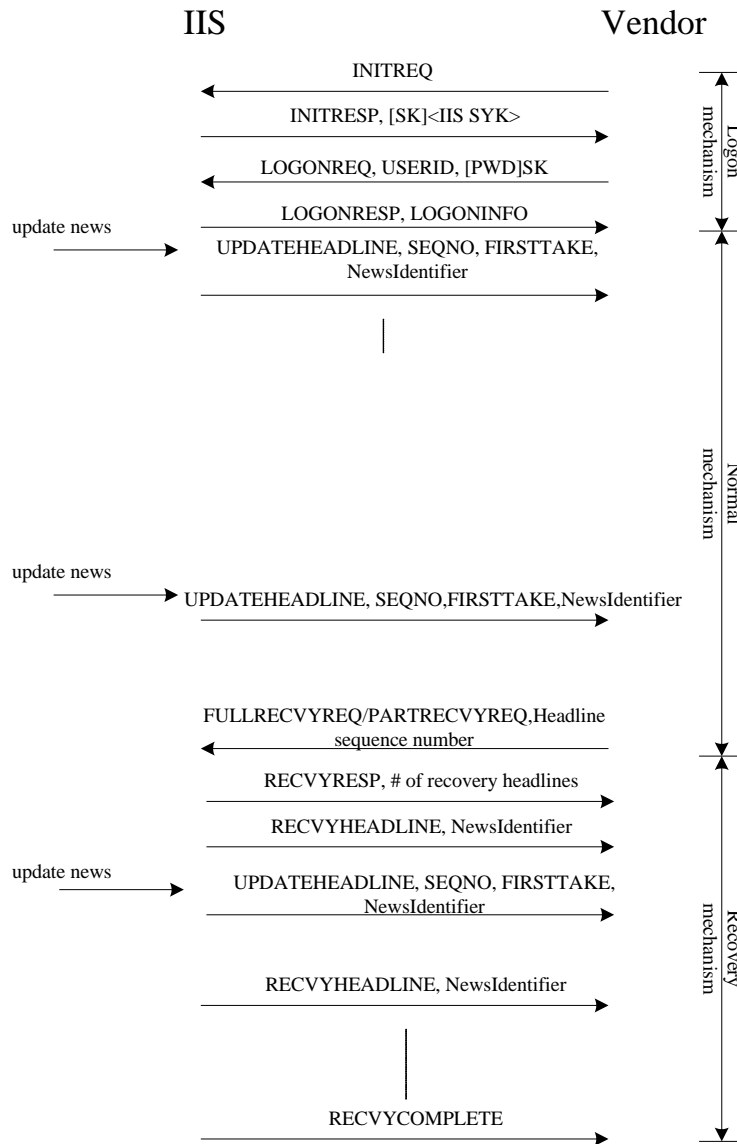 IIS
Vendor
INITREQ
INITRESP, [SK]<IIS SYK>
LOGONREQ, USERID, [PWD]SK
LOGONRESP, LOGONINFO
Logon
mechanism
update news
UPDATEHEADLINE, SEQNO, FIRSTTAKE,
NewsIdentifier
Normal
mechanism
update news
UPDATEHEADLINE, SEQNO,FIRSTTAKE,NewsIdentifier
FULLRECVYREQ/PARTRECVYREQ,Headline
sequence number
RECVYRESP, # of recovery headlines
RECVYHEADLINE, NewsIdentifier
update news
UPDATEHEADLINE, SEQNO, FIRSTTAKE,
NewsIdentifier
Recovery
mechanism
RECVYHEADLINE, NewsIdentifier
RECVYCOMPLETE